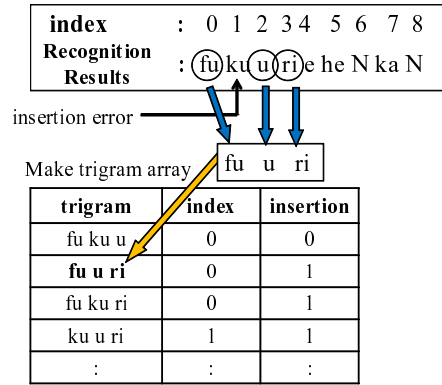 index : 0 1 2 3 4 5 6 7 8
Recognition Results : fu ku u ri e he N ka N
insertion error
fu u ri
Make trigram array
trigram index insertion
fu ku u 0 0
fu u ri 0 1
fu ku ri 0 1
ku u ri 1 1
: : :